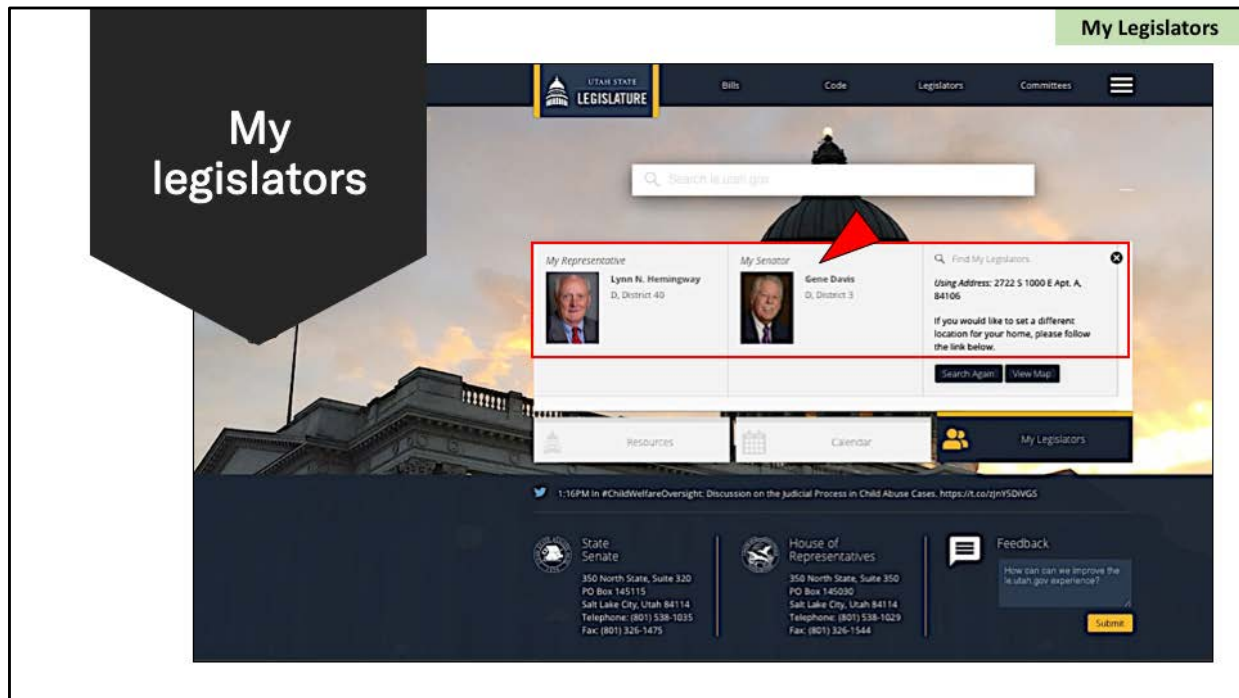 My Legislators
My
legislators
UTAH STATE
LEGISLATURE
Bills
Code
Legislators
Committees
Search le.utah.gov
My Representative
Lynn N. Hemingway
D, District 40
My Senator
Gene Davis
D, District 3
Find My Legislators
Using Address: 2722 S 1000 E Apt. A,
84106
If you would like to set a different
location for your home, please follow
the link below.
Search Again
View Map
Resources
Calendar
My Legislators
1:16PM In #ChildWelfareOversight: Discussion on the Judicial Process in Child Abuse Cases.
State
Senate
350 North State, Suite 320
PO Box 145115
Salt Lake City, Utah 84114
Telephone: (801) 538-1035
Fax: (801) 326-1475
House of
Representatives
350 North State, Suite 350
PO Box 145030
Salt Lake City, Utah 84114
Telephone: (801) 538-1029
Fax: (801) 326-1544
Feedback
How can can we improve the
le.utah.gov experience?
Submit